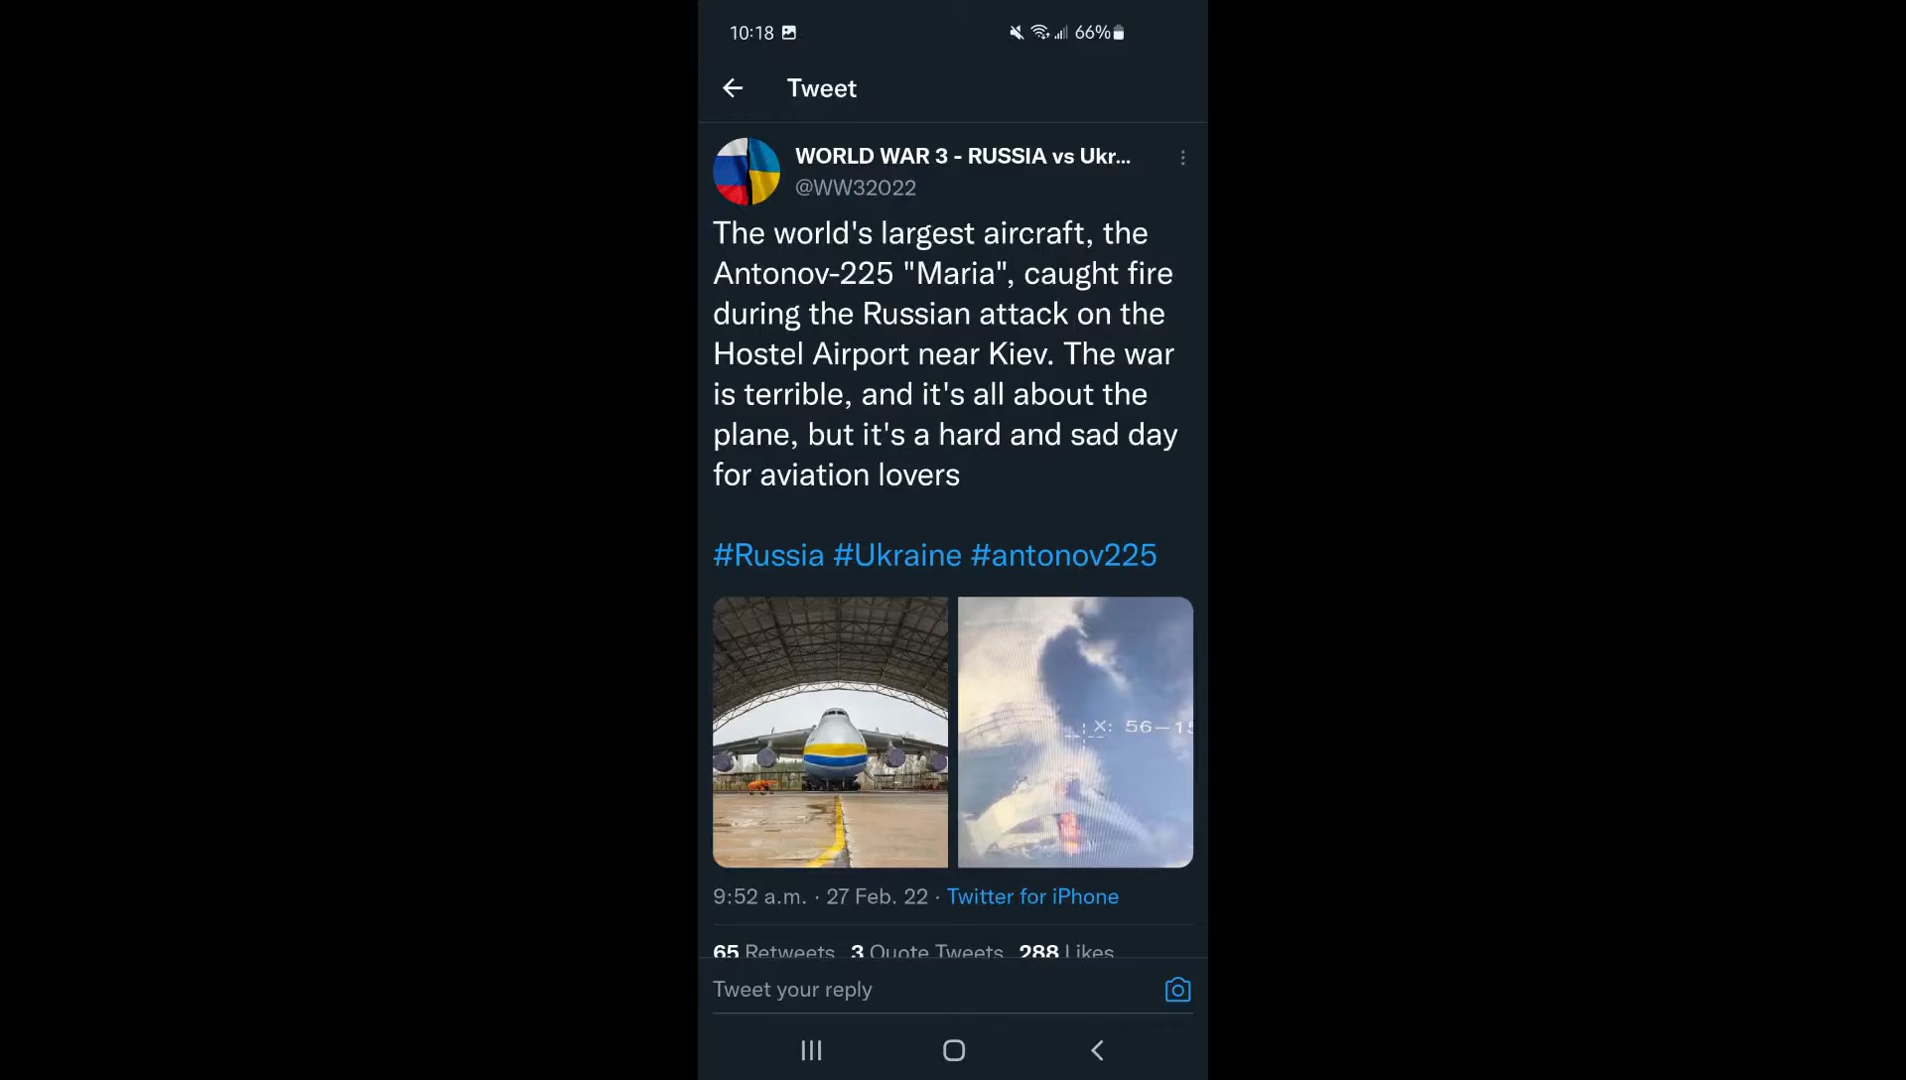 10:18
66%
Tweet
WORLD WAR 3 - RUSSIA vs Ukr...
@WW32022
The world's largest aircraft, the
Antonov-225 "Maria", caught fire
during the Russian attack on the
Hostel Airport near Kiev. The war
is terrible, and it's all about the
plane, but it's a hard and sad day
for aviation lovers
#Russia #Ukraine #antonov225
X: 56-15
9:52 a.m. · 27 Feb. 22 · Twitter for iPhone
65 Retweets 3 Quote Tweets 288 Likes
Tweet your reply